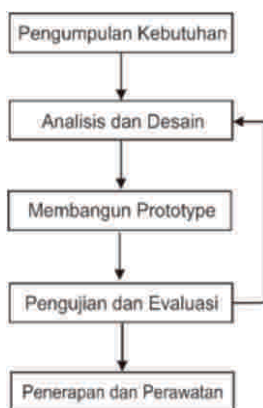 Pengumpulan Kebutuhan
Analisis dan Desain
Membangun Prototype
Pengujian dan Evaluasi
Penerapan dan Perawatan